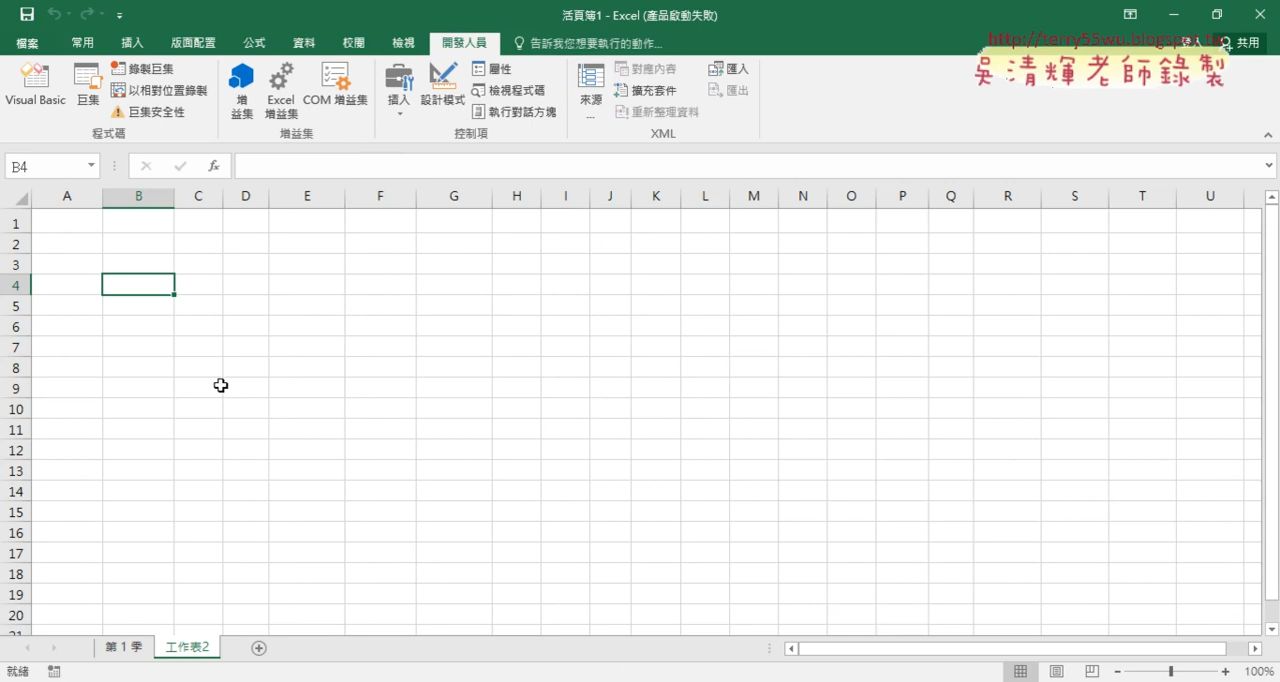 活頁簿1 - Excel (產品啟動失敗)
檔案 常用 插入 版面配置 公式 資料 校閱 檢視 開發人員 告訴我您想要執行的動作... 共用
http://terry55wu.blogspot.tw
吳清輝老師錄製
Visual Basic 巨集 錄製巨集 以相對位置錄製 巨集安全性
增益集 Excel 增益集 COM 增益集
插入 設計模式 屬性 檢視程式碼 執行對話方塊
來源... 對應內容 擴充套件 重新整理資料 匯入 匯出
程式碼 增益集 控制項 XML
B4 fx
A B C D E F G H I J K L M N O P Q R S T U
1
2
3
4
5
6
7
8
9
10
11
12
13
14
15
16
17
18
19
20
21
第 1 季 工作表2
就緒 100%